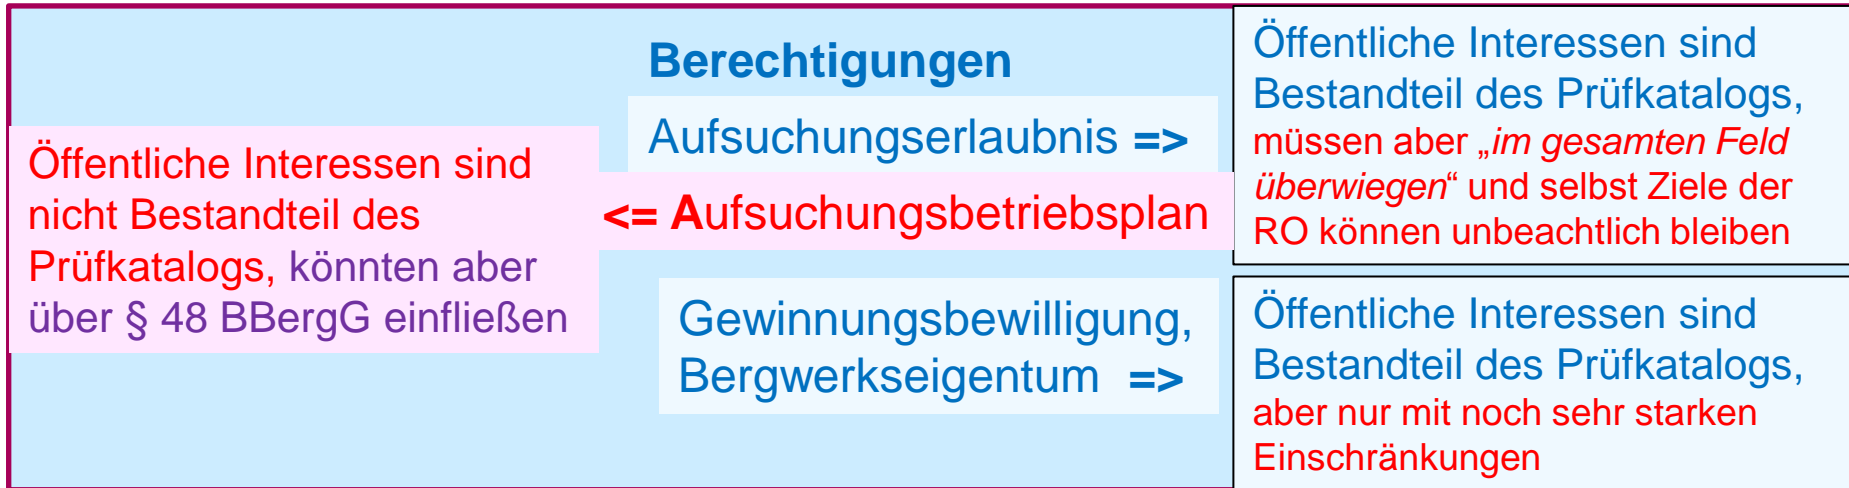 Berechtigungen
Aufsuchungserlaubnis =>
Öffentliche Interessen sind
Bestandteil des Prüfkatalogs,
müssen aber „im gesamten Feld
überwiegen“ und selbst Ziele der
RO können unbeachtlich bleiben
Öffentliche Interessen sind
nicht Bestandteil des
Prüfkatalogs, könnten aber
über § 48 BBergG einfließen
<= Aufsuchungsbetriebsplan
Gewinnungsbewilligung,
Bergwerkseigentum =>
Öffentliche Interessen sind
Bestandteil des Prüfkatalogs,
aber nur mit noch sehr starken
Einschränkungen